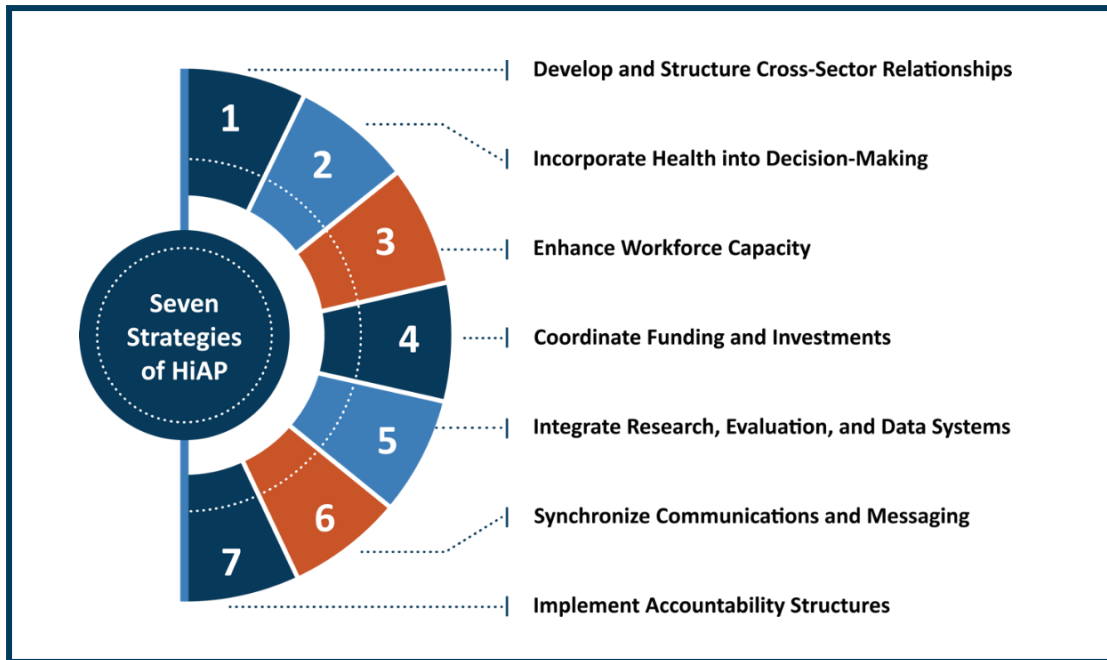 1
Develop and Structure Cross-Sector Relationships
2
Incorporate Health into Decision-Making
3
Enhance Workforce Capacity
Seven
Strategies
of HiAP
4
Coordinate Funding and Investments
5
Integrate Research, Evaluation, and Data Systems
6
Synchronize Communications and Messaging
7
Implement Accountability Structures